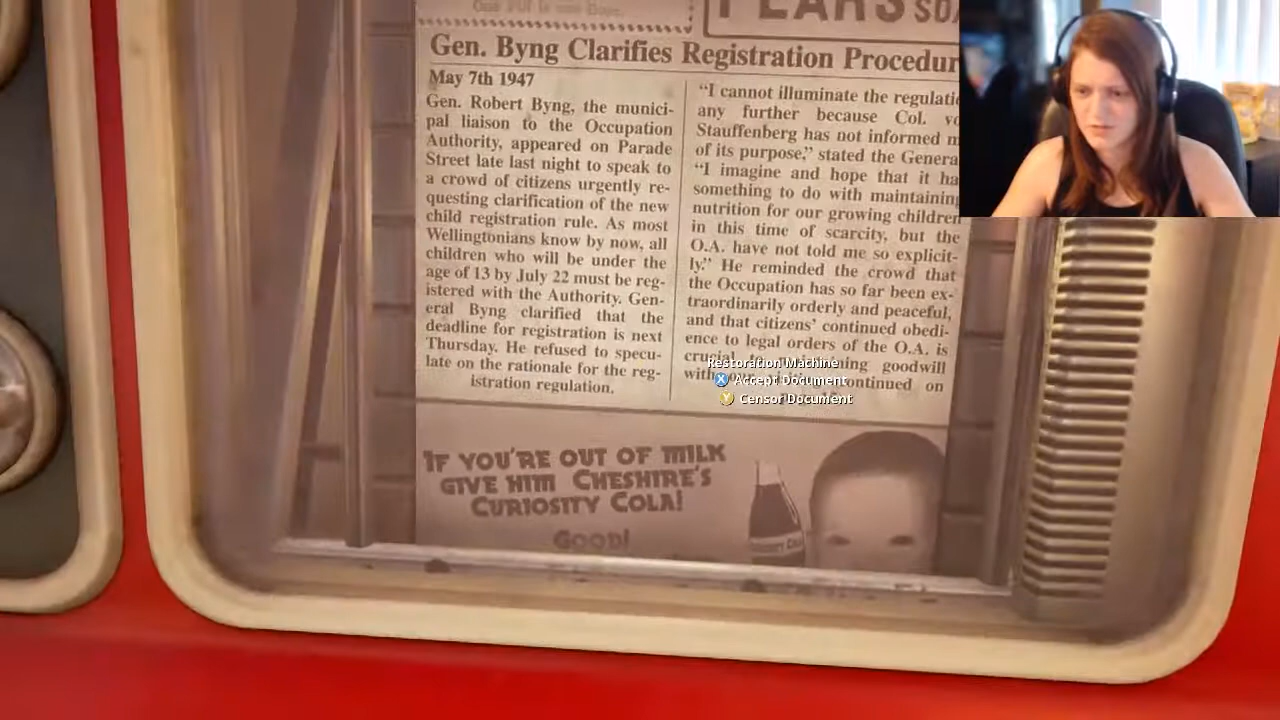 PEARS
Gen. Byng Clarifies Registration Procedur
May 7th 1947
Gen. Robert Byng, the munici-
pal liaison to the Occupation
Authority, appeared on Parade
Street late last night to speak to
a crowd of citizens urgently re-
questing clarification of the new
child registration rule. As most
Wellingtonians know by now, all
children who will be under the
age of 13 by July 22 must be reg-
istered with the Authority. Gen-
eral Byng clarified that the
deadline for registration is next
Thursday. He refused to specu-
late on the rationale for the reg-
istration regulation.
“I cannot illuminate the regulati
any further because Col. vo
Stauffenberg has not informed m
of its purpose,” stated the Genera
“I imagine and hope that it ha
something to do with maintaining
nutrition for our growing children
in this time of scarcity, but the
O.A. have not told me so explicit-
ly.” He reminded the crowd that
the Occupation has so far been ex-
traordinarily orderly and peaceful,
and that citizens’ continued obedi-
ence to legal orders of the O.A. is
goodwill
ontinued on
Restoration Machine
X Accept Document
Y Censor Document
IF YOU'RE OUT OF MILK
GIVE HIM CHESHIRE'S
CURIOSITY COLA!
GOOD!